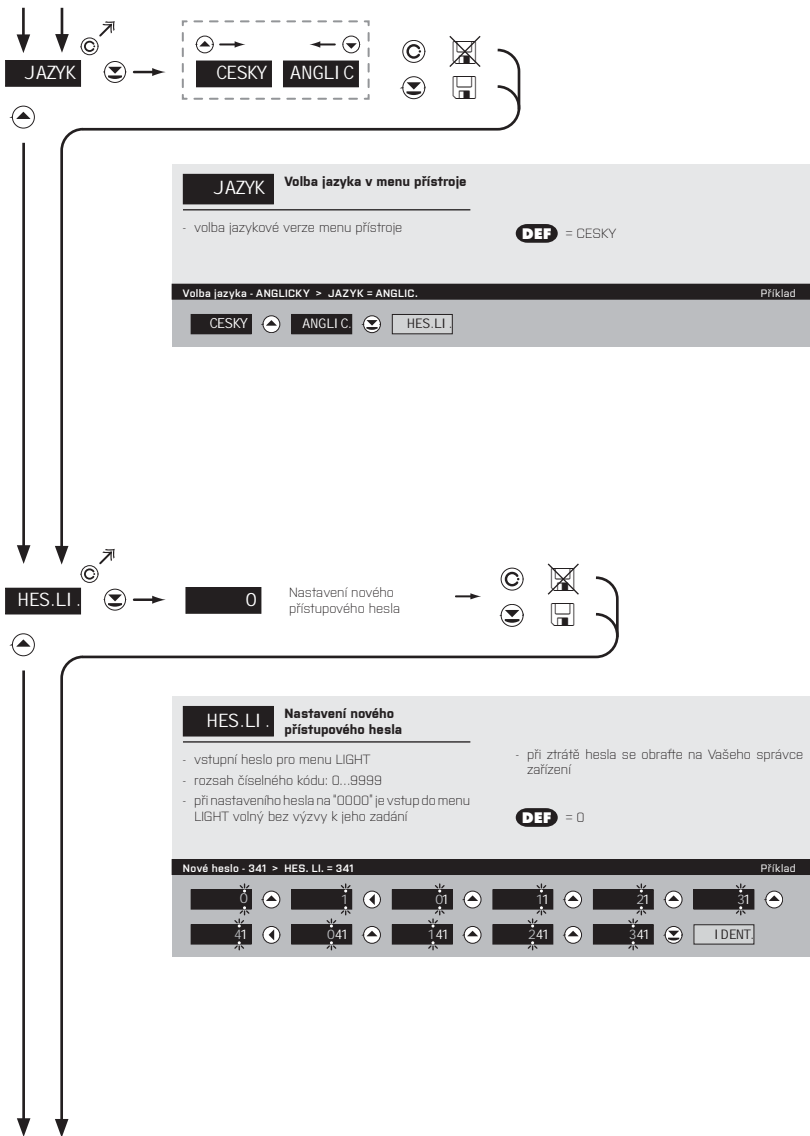 JAZYK
CESKY ANGLIC
JAZYK Volba jazyka v menu přístroje
- volba jazykové verze menu přístroje
DEF = CESKY
Volba jazyka - ANGLICKY > JAZYK = ANGLIC. Příklad
CESKY ANGLIC. HES.LI.
HES.LI. 0 Nastavení nového
přístupového hesla
HES.LI. Nastavení nového
přístupového hesla
- vstupní heslo pro menu LIGHT
- rozsah číselného kódu: 0...9999
- při nastaveního hesla na "0000" je vstup do menu
LIGHT volný bez výzvy k jeho zadání
- při ztrátě hesla se obraťte na Vašeho správce
zařízení
DEF = 0
Nové heslo - 341 > HES. LI. = 341 Příklad
0 1 01 11 21 31
41 041 141 241 341 IDENT.